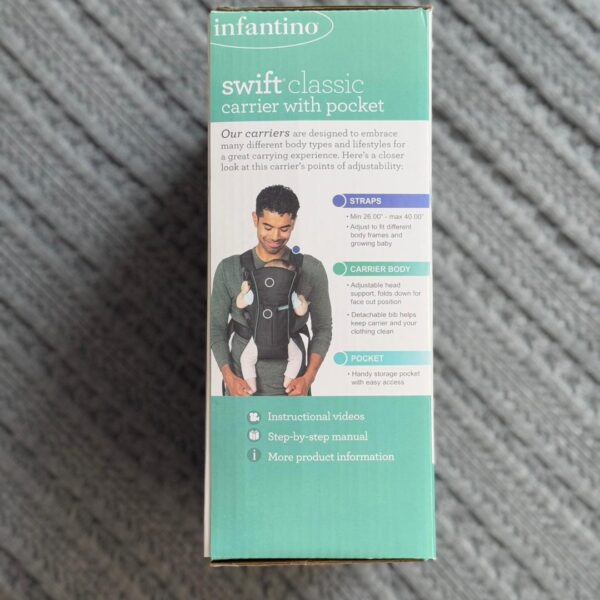 infantino
swift® classic
carrier with pocket
Our carriers are designed to embrace
many different body types and lifestyles for
a great carrying experience. Here's a closer
look at this carrier's points of adjustability:
STRAPS
• Min 26.00" - max 40.00"
• Adjust to fit different
body frames and
growing baby
CARRIER BODY
• Adjustable head
support, folds down for
face out position
• Detachable bib helps
keep carrier and your
clothing clean
POCKET
• Handy storage pocket
with easy access
Instructional videos
Step-by-step manual
i More product information